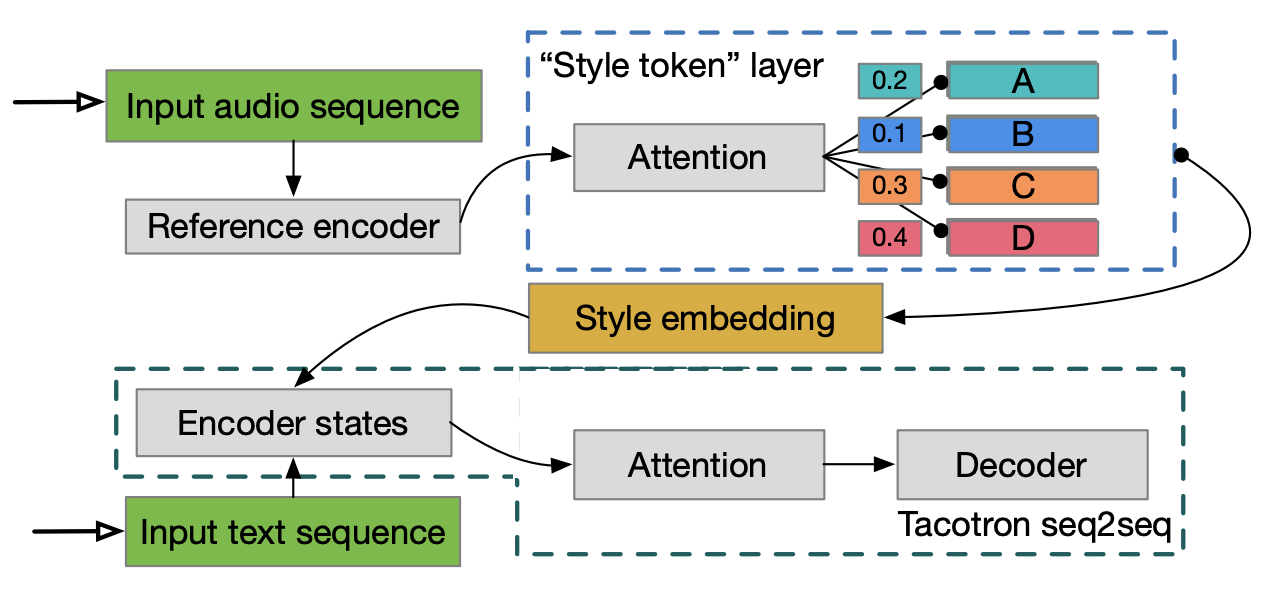 “Style token” layer
Input audio sequence
Reference encoder
Attention
0.2 A
0.1 B
0.3 C
0.4 D
Style embedding
Encoder states
Attention
Decoder
Input text sequence
Tacotron seq2seq